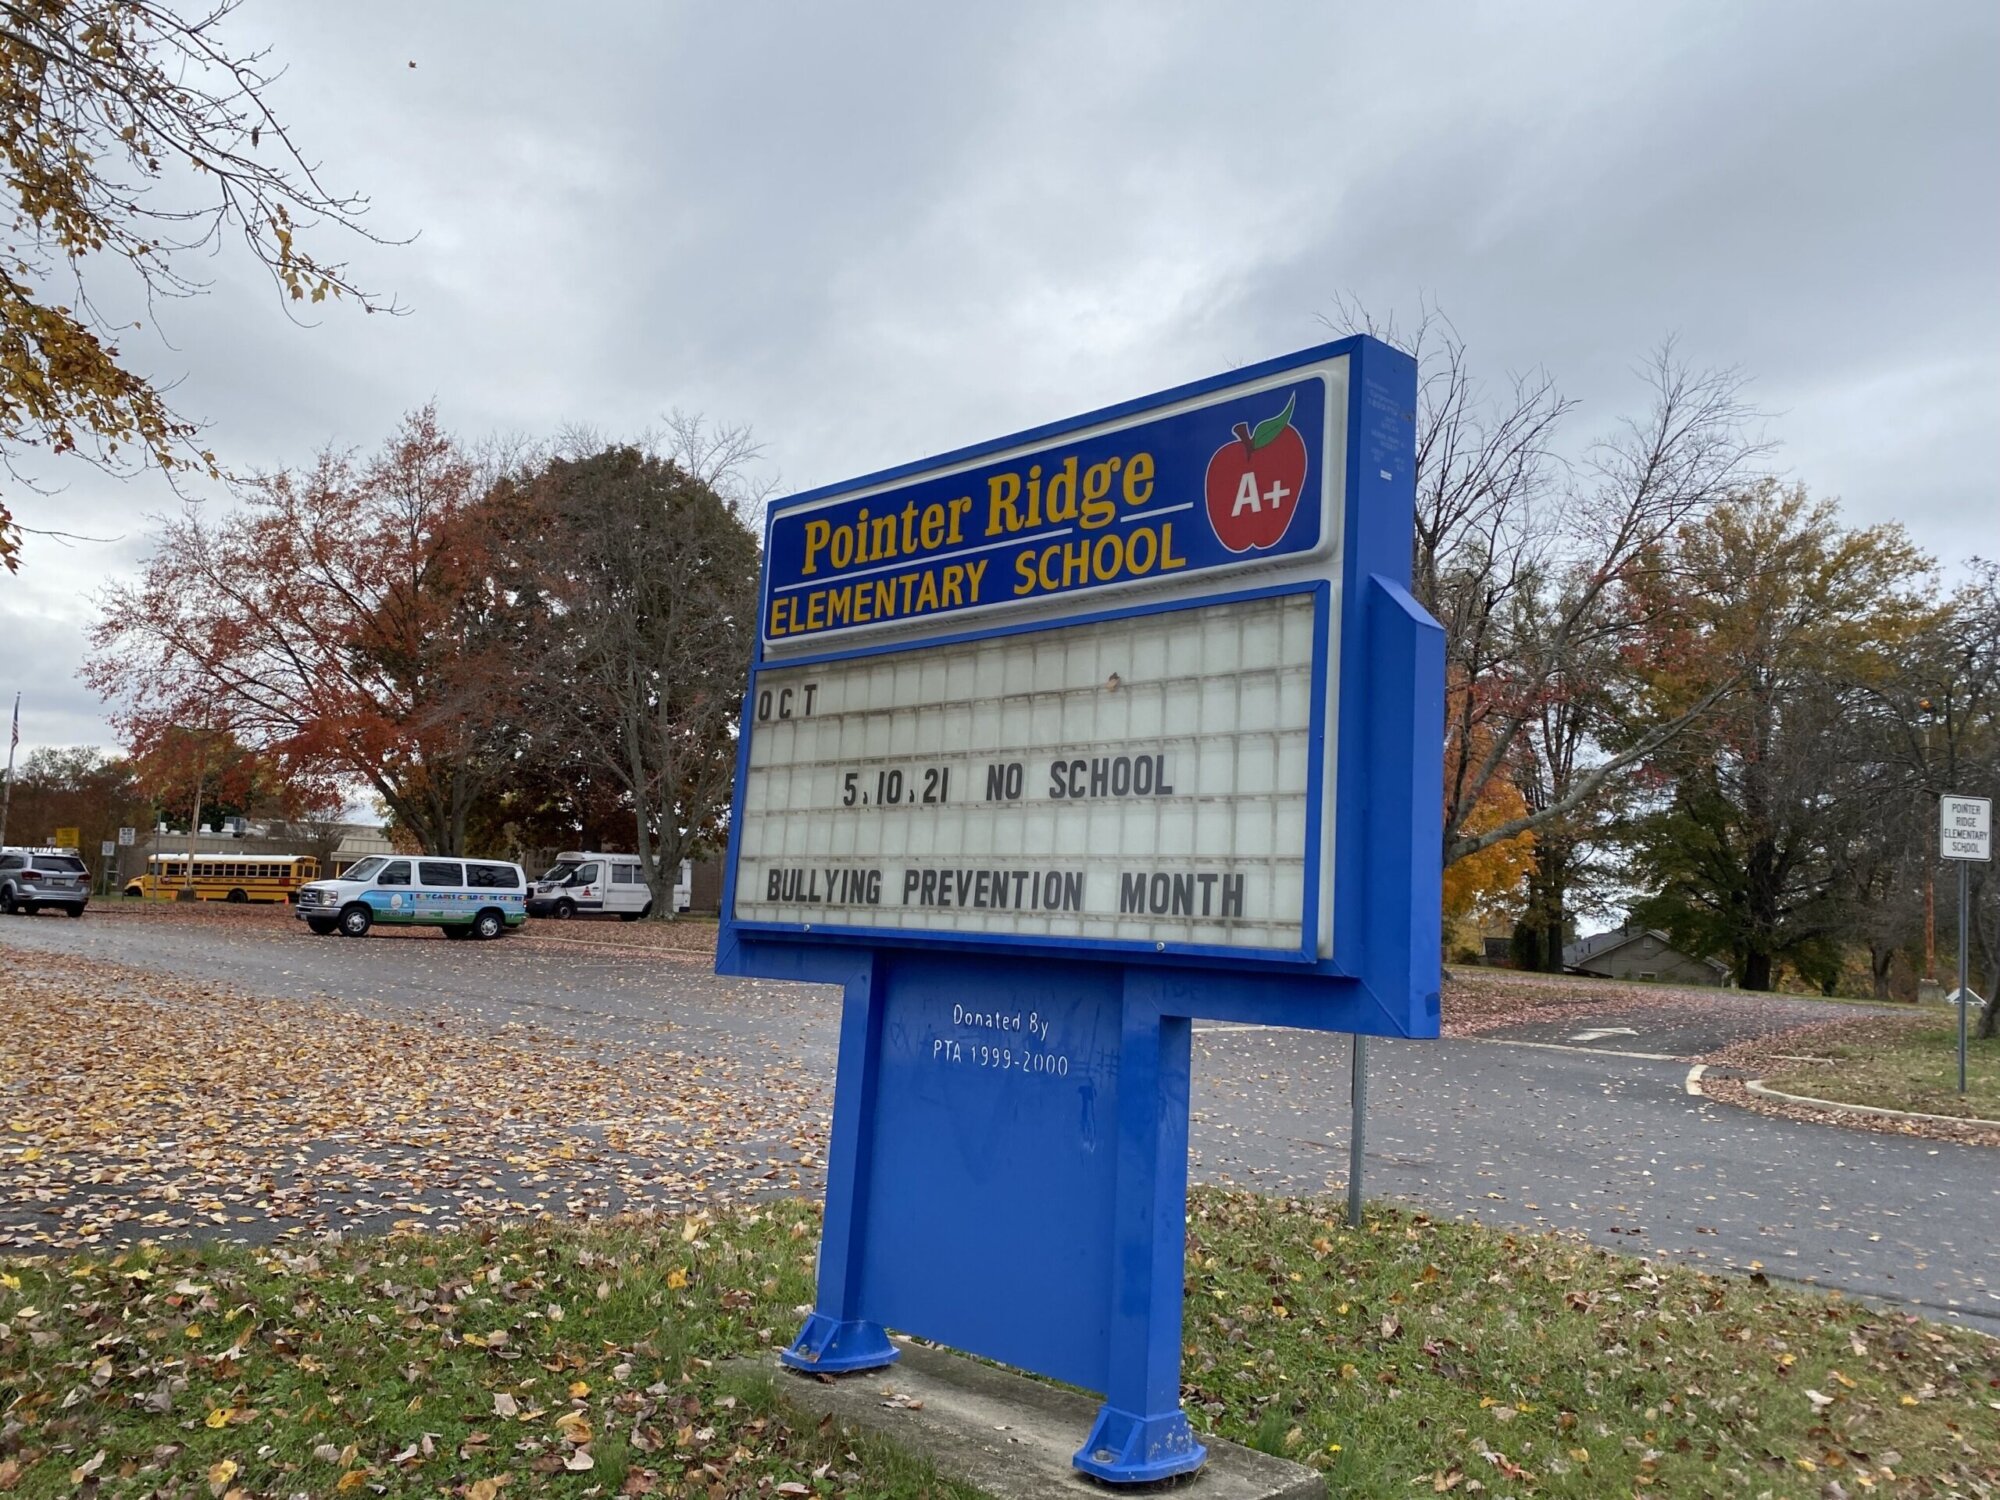 Pointer Ridge
ELEMENTARY SCHOOL
A+
OCT
5,10,21 NO SCHOOL
BULLYING PREVENTION MONTH
Donated By
PTA 1999-2000
POINTER
RIDGE
ELEMENTARY
SCHOOL